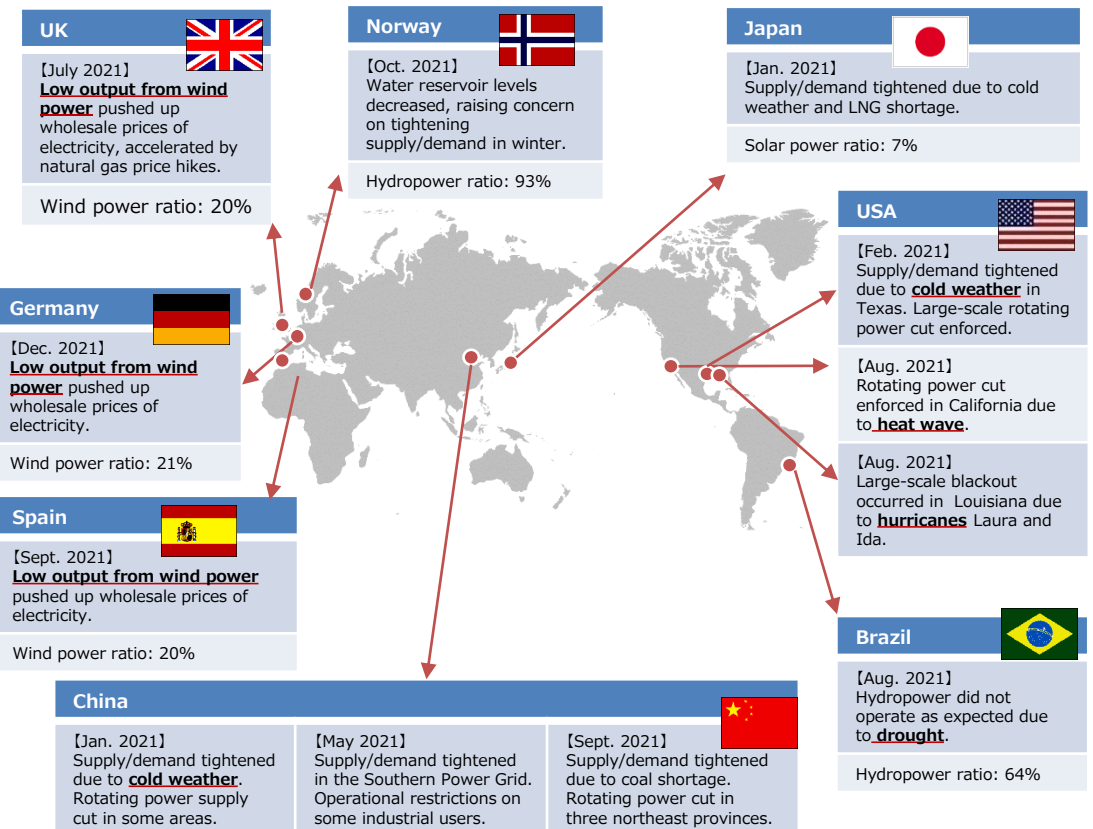 UK
【July 2021】
Low output from wind
power pushed up
wholesale prices of
electricity, accelerated by
natural gas price hikes.
Wind power ratio: 20%
Norway
【Oct. 2021】
Water reservoir levels
decreased, raising concern
on tightening
supply/demand in winter.
Hydropower ratio: 93%
Japan
【Jan. 2021】
Supply/demand tightened due to cold
weather and LNG shortage.
Solar power ratio: 7%
USA
【Feb. 2021】
Supply/demand tightened
due to cold weather in
Texas. Large-scale rotating
power cut enforced.
【Aug. 2021】
Rotating power cut
enforced in California due
to heat wave.
【Aug. 2021】
Large-scale blackout
occurred in  Louisiana due
to hurricanes Laura and
Ida.
Germany
【Dec. 2021】
Low output from wind
power pushed up
wholesale prices of
electricity.
Wind power ratio: 21%
Spain
【Sept. 2021】
Low output from wind power
pushed up wholesale prices of
electricity.
Wind power ratio: 20%
Brazil
【Aug. 2021】
Hydropower did not
operate as expected due
to drought.
Hydropower ratio: 64%
China
【Jan. 2021】
Supply/demand tightened
due to cold weather.
Rotating power supply
cut in some areas.
【May 2021】
Supply/demand tightened
in the Southern Power Grid.
Operational restrictions on
some industrial users.
【Sept. 2021】
Supply/demand tightened
due to coal shortage.
Rotating power cut in
three northeast provinces.